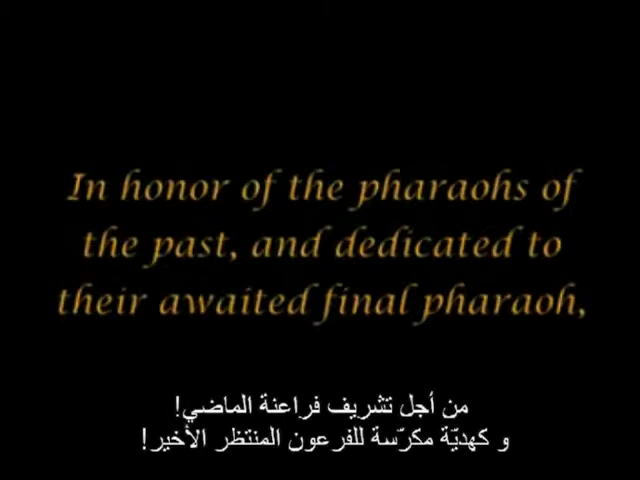 In honor of the pharaohs of
the past, and dedicated to
their awaited final pharaoh,
من أجل تشريف فراعنة الماضي!
و كهديّة مكرّسة للفرعون المنتظر الأخير!